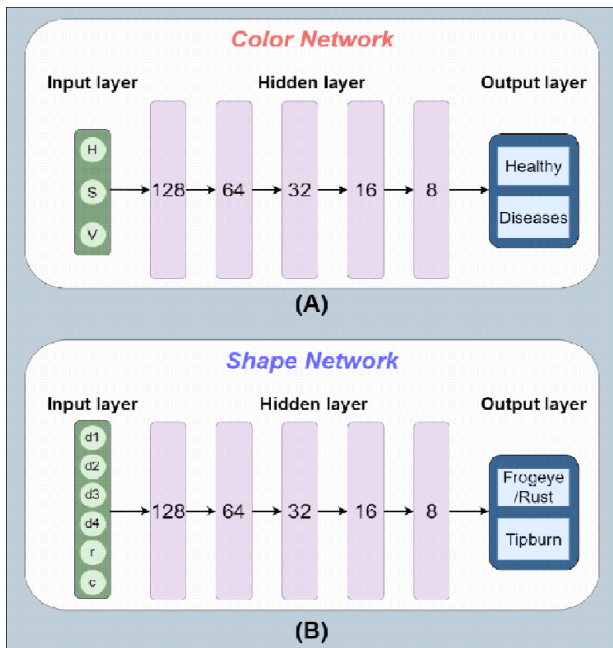 Color Network
Input layer
Hidden layer
Output layer
H
S
V
128
64
32
16
8
Healthy
Diseases
(A)
Shape Network
Input layer
Hidden layer
Output layer
d1
d2
d3
d4
r
c
128
64
32
16
8
Frogeye
/Rust
Tipburn
(B)